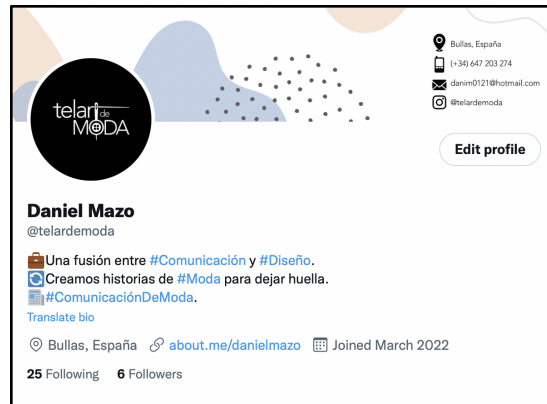 Bullas, España
(+34) 647 203 274
danim0121@hotmail.com
@telardemoda
telar de
MODA
Edit profile
Daniel Mazo
@telardemoda
Una fusión entre #Comunicación y #Diseño.
Creamos historias de #Moda para dejar huella.
#ComunicaciónDeModa.
Translate bio
Bullas, España about.me/danielmazo Joined March 2022
25 Following 6 Followers